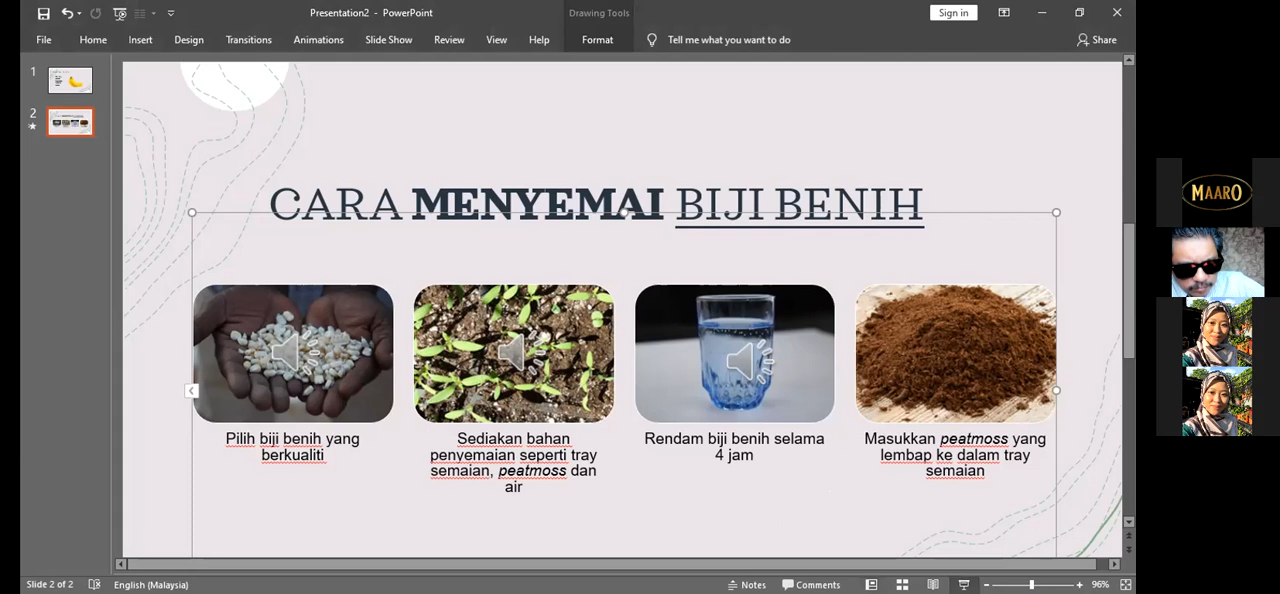 Presentation2 - PowerPoint
Drawing Tools
Sign in
File Home Insert Design Transitions Animations Slide Show Review View Help Format Tell me what you want to do Share
1
2
CARA MENYEMAI BIJI BENIH
Pilih biji benih yang
berkualiti
Sediakan bahan
penyemaian seperti tray
semaian, peatmoss dan
air
Rendam biji benih selama
4 jam
Masukkan peatmoss yang
lembap ke dalam tray
semaian
MAARO
Slide 2 of 2 English (Malaysia) Notes Comments 96%